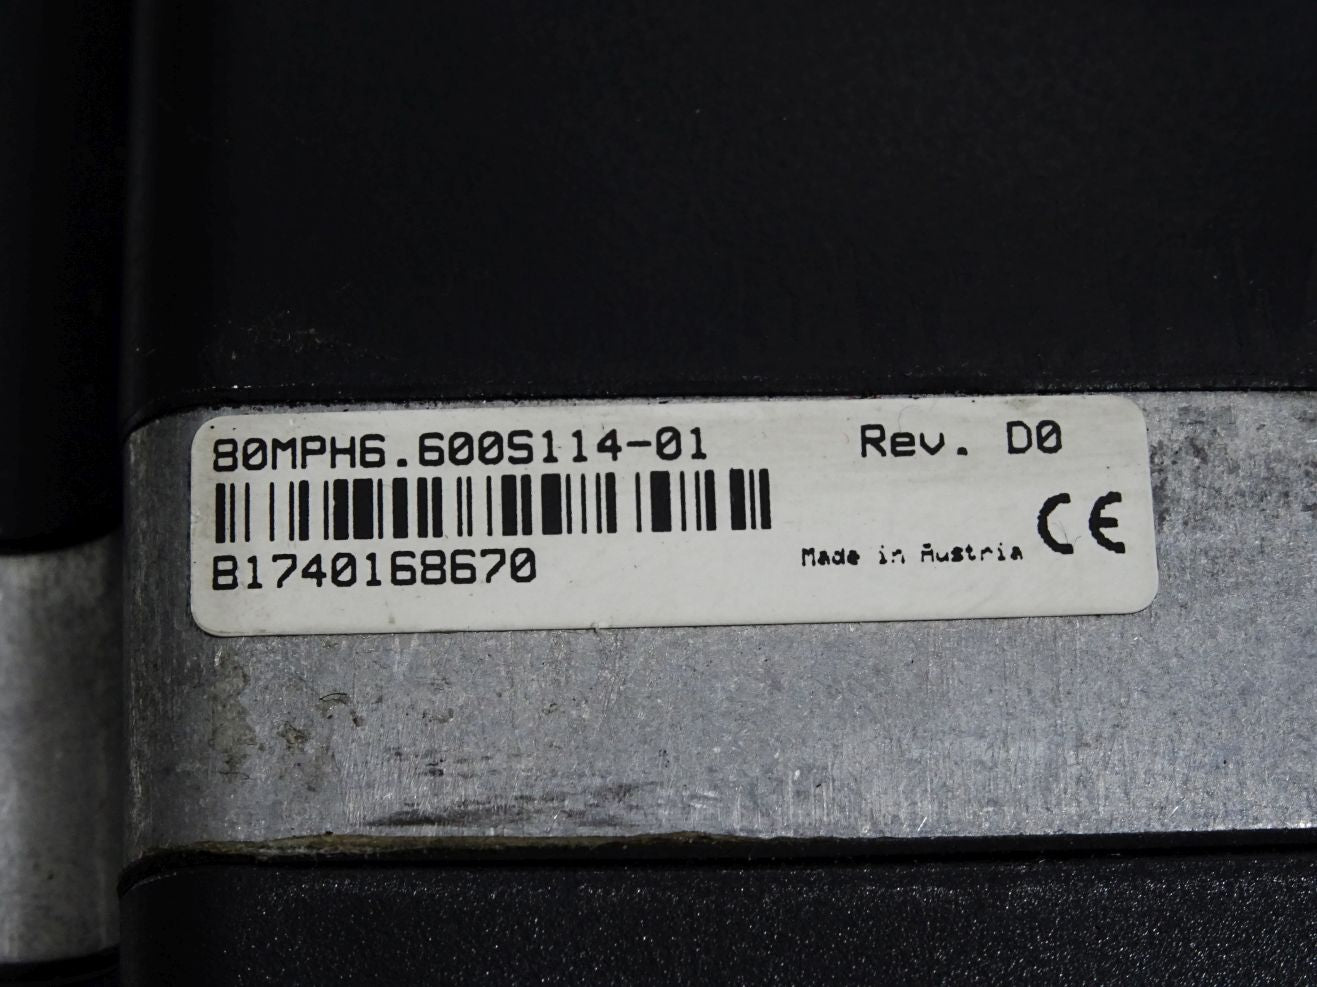 80MPH6.600S114-01 Rev. D0
B1740168670
Made in Austria CE